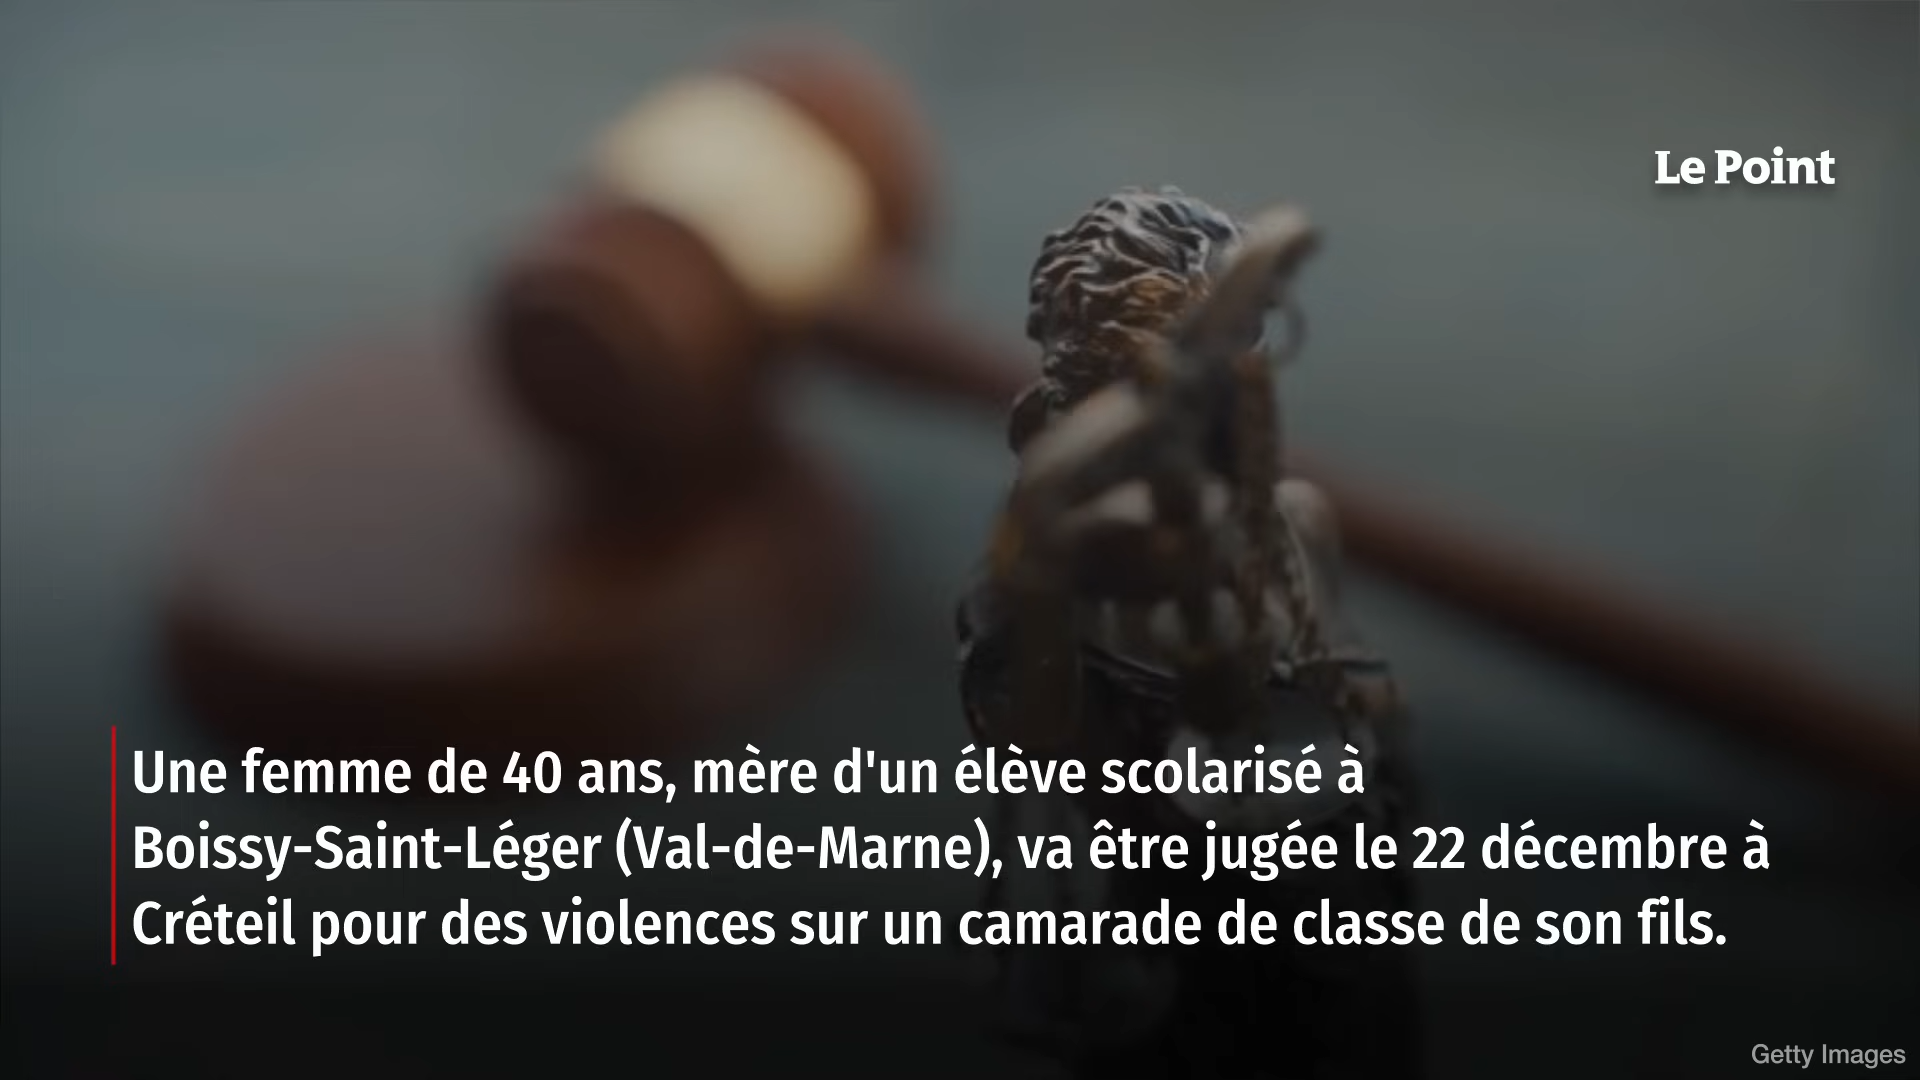 Le Point
Une femme de 40 ans, mère d'un élève scolarisé à
Boissy-Saint-Léger (Val-de-Marne), va être jugée le 22 décembre à
Créteil pour des violences sur un camarade de classe de son fils.
Getty Images